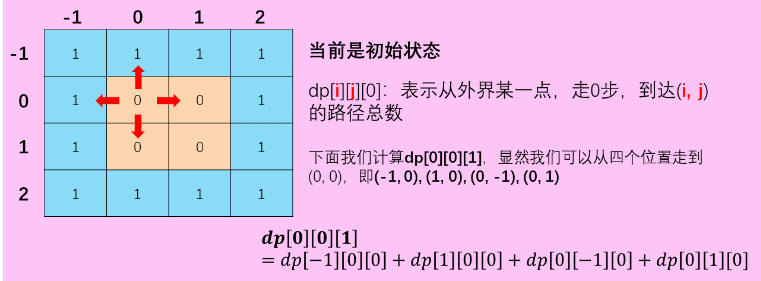 -1 0 1 2
-1 1 1 1 1
0 1 0 0 1
1 1 0 0 1
2 1 1 1 1
当前是初始状态
dp[i][j][0]：表示从外界某一点，走0步，到达(i, j)
的路径总数
下面我们计算dp[0][0][1]，显然我们可以从四个位置走到
(0, 0)，即(-1, 0), (1, 0), (0, -1), (0, 1)
dp[0][0][1]
= dp[−1][0][0] + dp[1][0][0] + dp[0][−1][0] + dp[0][1][0]